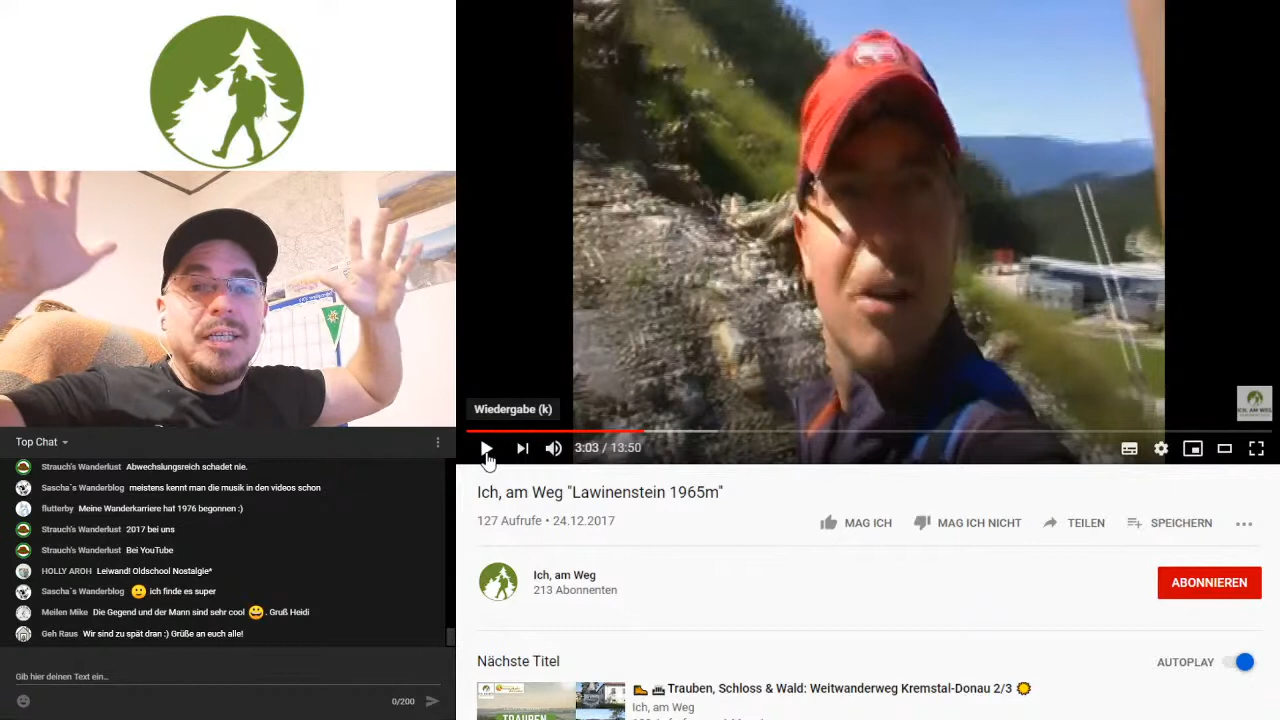 Top Chat
Strauch's Wanderlust Abwechslungsreich schadet nie.
Sascha`s Wanderblog meistens kennt man die musik in den videos schon
flutterby Meine Wanderkarriere hat 1976 begonnen :)
Strauch's Wanderlust 2017 bei uns
Strauch's Wanderlust Bei YouTube
HOLLY AROH Leiwand! Oldschool Nostalgie*
Sascha`s Wanderblog 🙂 ich finde es super
Meilen Mike Die Gegend und der Mann sind sehr cool 😀 . Gruß Heidi
Geh Raus Wir sind zu spät dran :) Grüße an euch alle!
Gib hier deinen Text ein…
0/200
ICH, AM WEG
Wiedergabe (k)
3:03 / 13:50
Ich, am Weg "Lawinenstein 1965m"
127 Aufrufe • 24.12.2017
MAG ICH
MAG ICH NICHT
TEILEN
SPEICHERN
Ich, am Weg
213 Abonnenten
ABONNIEREN
Nächste Titel
AUTOPLAY
🥾🏰Trauben, Schloss & Wald: Weitwanderweg Kremstal-Donau 2/3 🌞
Ich, am Weg
TRAUBEN